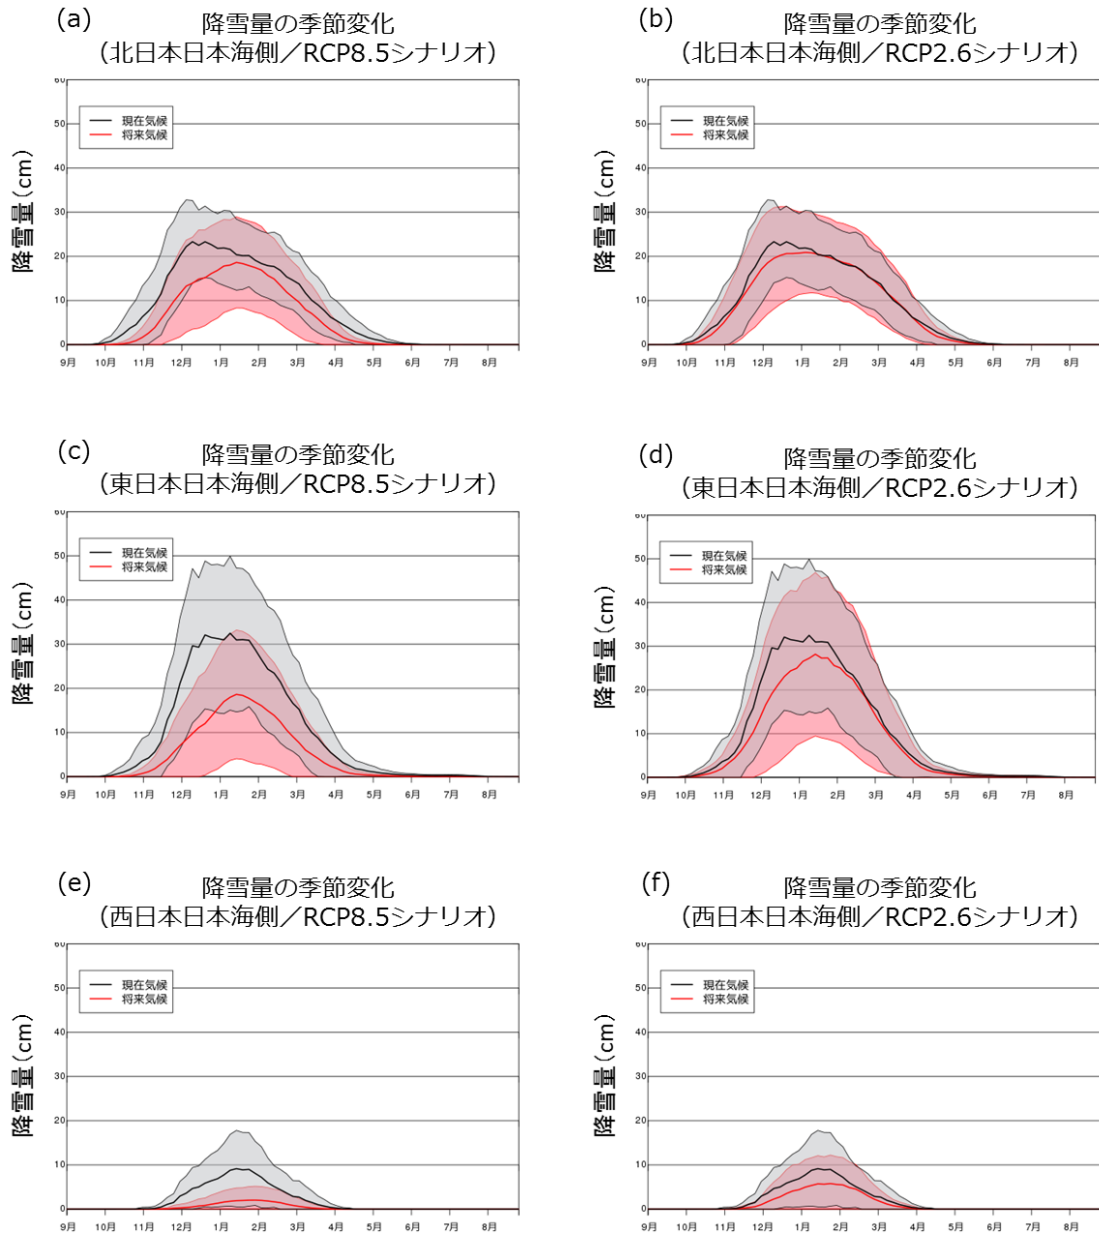 (a)
降雪量の季節変化
（北日本日本海側／RCP8.5シナリオ）
60
50
40
30
20
10
0
降雪量(cm)
現在気候
将来気候
9月 10月 11月 12月 1月 2月 3月 4月 5月 6月 7月 8月
(b)
降雪量の季節変化
（北日本日本海側／RCP2.6シナリオ）
60
50
40
30
20
10
0
降雪量(cm)
現在気候
将来気候
9月 10月 11月 12月 1月 2月 3月 4月 5月 6月 7月 8月
(c)
降雪量の季節変化
（東日本日本海側／RCP8.5シナリオ）
60
50
40
30
20
10
0
降雪量(cm)
現在気候
将来気候
9月 10月 11月 12月 1月 2月 3月 4月 5月 6月 7月 8月
(d)
降雪量の季節変化
（東日本日本海側／RCP2.6シナリオ）
60
50
40
30
20
10
0
降雪量(cm)
現在気候
将来気候
9月 10月 11月 12月 1月 2月 3月 4月 5月 6月 7月 8月
(e)
降雪量の季節変化
（西日本日本海側／RCP8.5シナリオ）
60
50
40
30
20
10
0
降雪量(cm)
現在気候
将来気候
9月 10月 11月 12月 1月 2月 3月 4月 5月 6月 7月 8月
(f)
降雪量の季節変化
（西日本日本海側／RCP2.6シナリオ）
60
50
40
30
20
10
0
降雪量(cm)
現在気候
将来気候
9月 10月 11月 12月 1月 2月 3月 4月 5月 6月 7月 8月